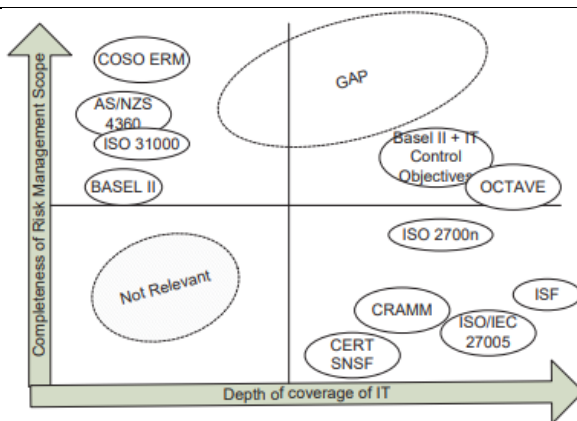 Completeness of Risk Management Scope
COSO ERM
AS/NZS
4360
ISO 31000
BASEL II
GAP
Basel II + IT
Control
Objectives
OCTAVE
Not Relevant
ISO 2700n
ISF
CRAMM
ISO/IEC
27005
CERT
SNSF
Depth of coverage of IT